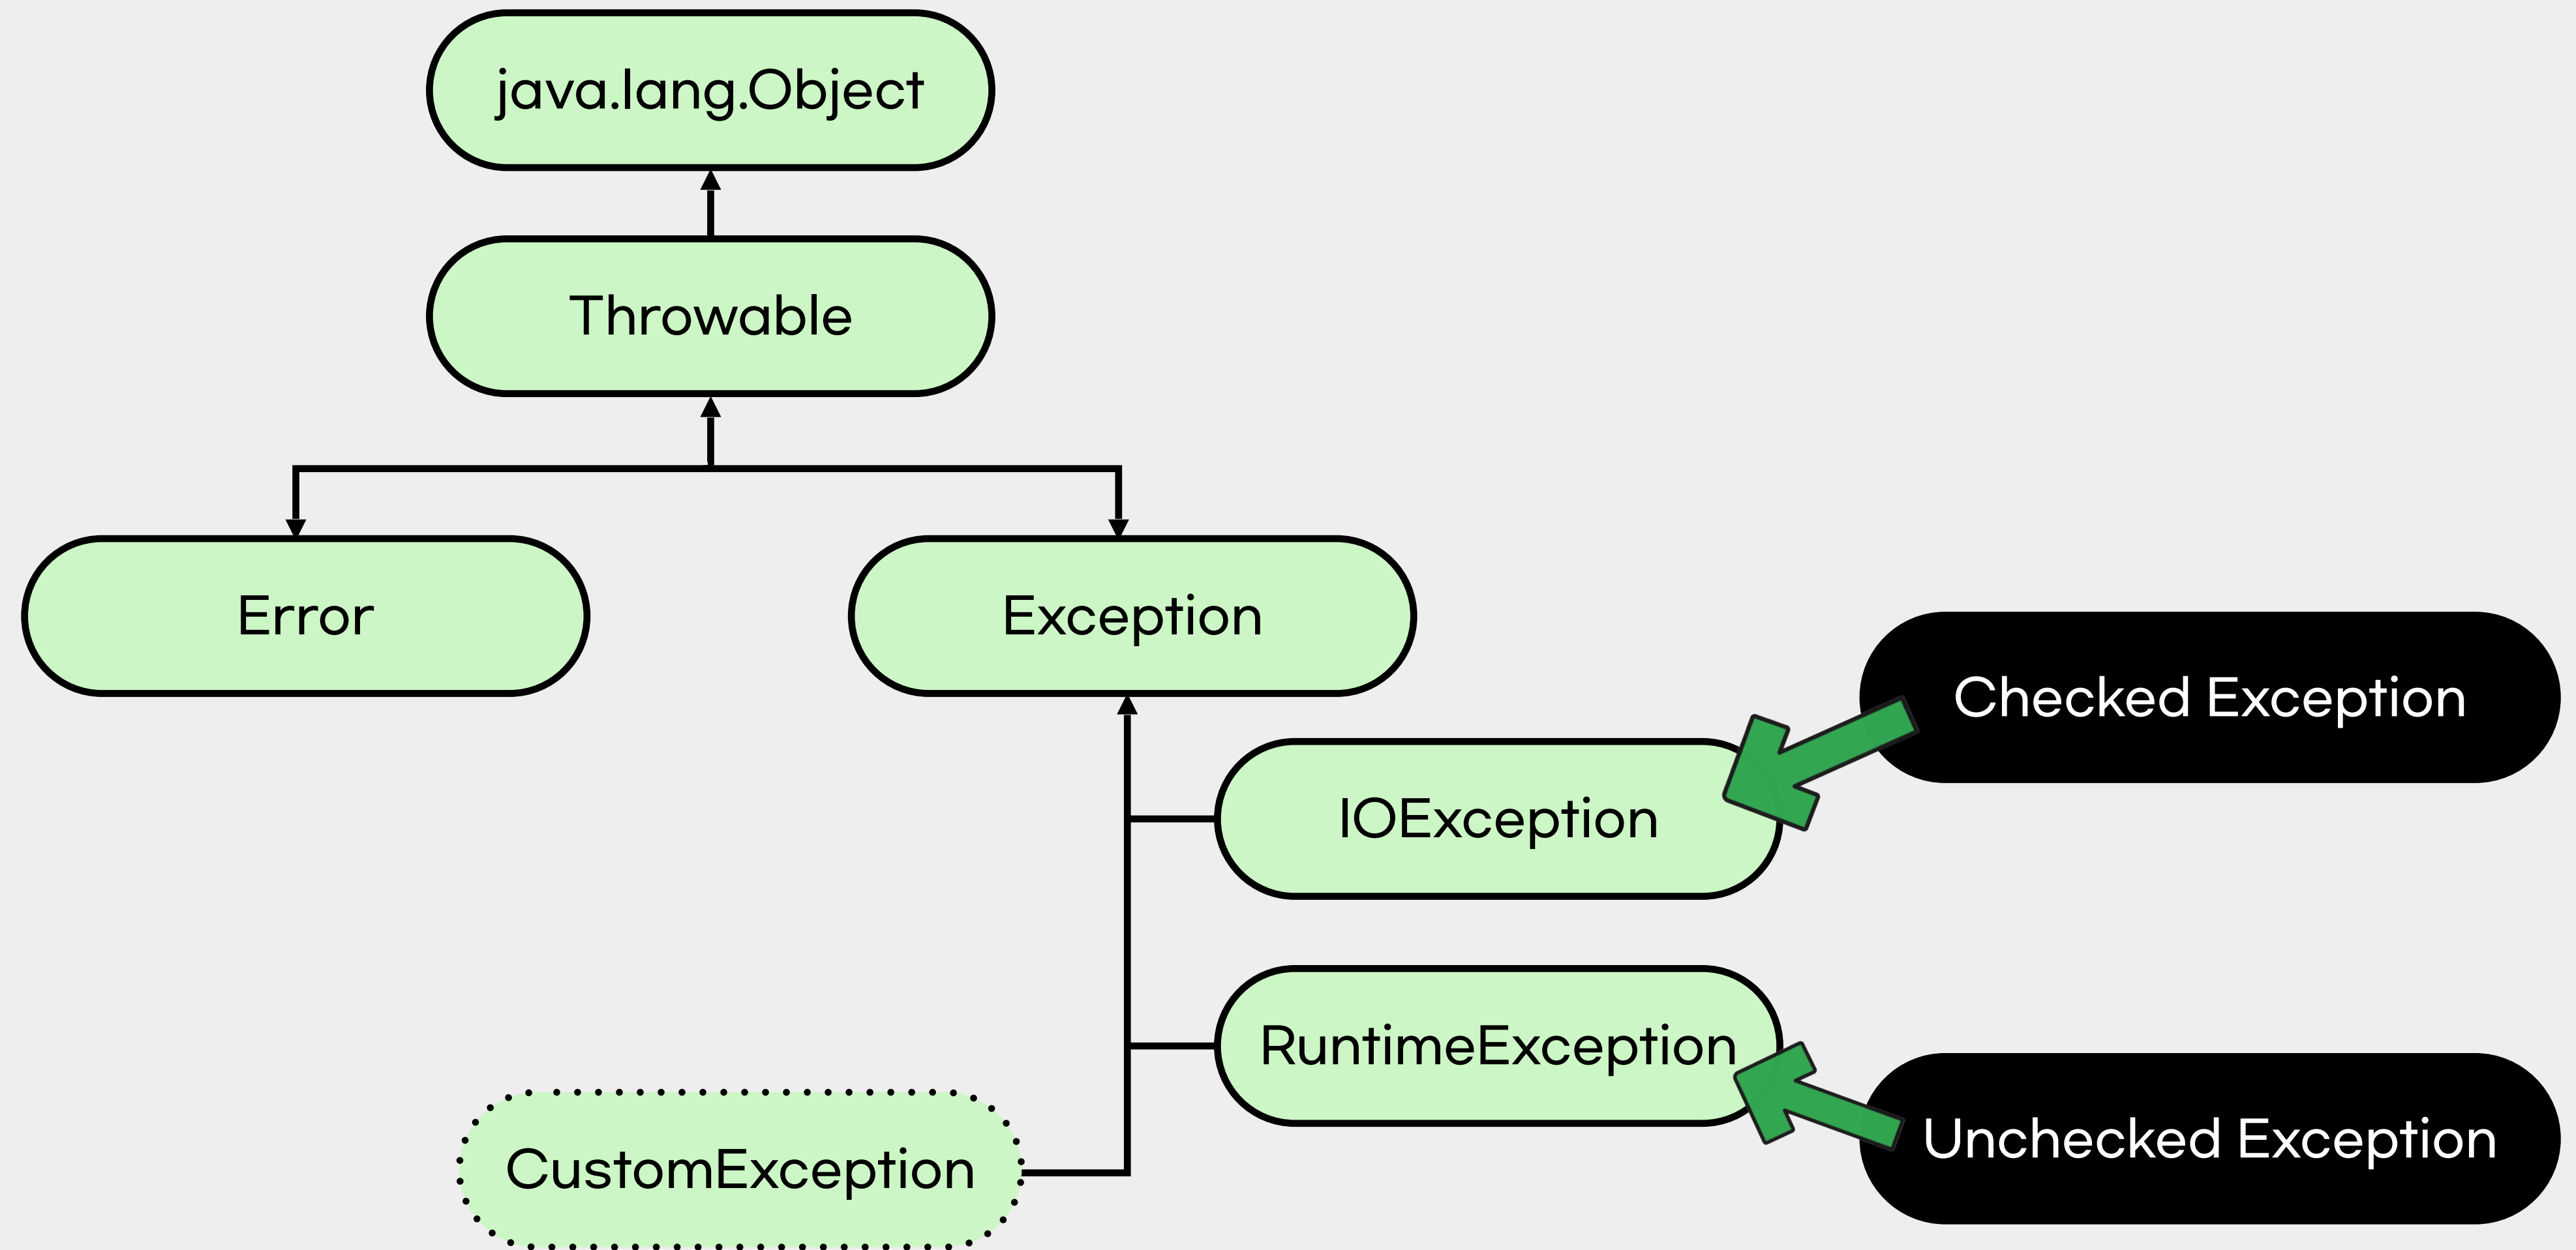 java.lang.Object
Throwable
Error
Exception
Checked Exception
IOException
RuntimeException
Unchecked Exception
CustomException